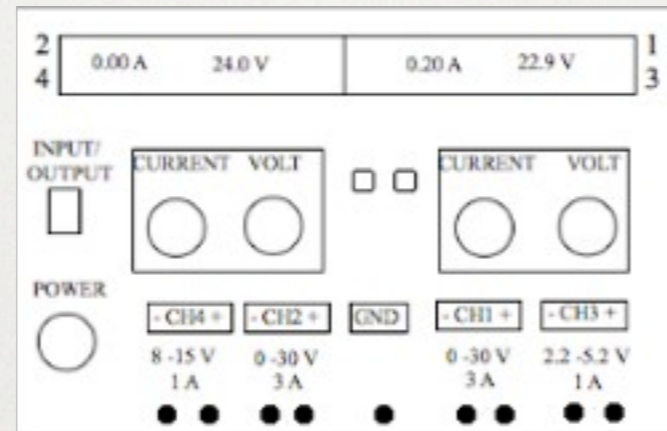 2 0.00 A 24.0 V 0.20 A 22.9 V 1
4 3
INPUT/
OUTPUT
CURRENT VOLT CURRENT VOLT
POWER
- CH4 + - CH2 + GND - CH1 + - CH3 +
8 -15 V 0 -30 V 0 -30 V 2.2 -5.2 V
1 A 3 A 3 A 1 A